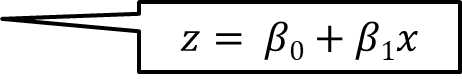 z = β₀ + β₁x